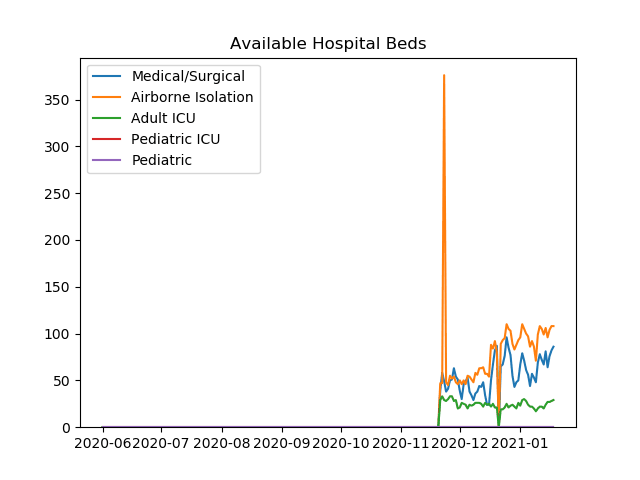 Available Hospital Beds
Medical/Surgical
Airborne Isolation
Adult ICU
Pediatric ICU
Pediatric
350
300
250
200
150
100
50
0
2020-06 2020-07 2020-08 2020-09 2020-10 2020-11 2020-12 2021-01